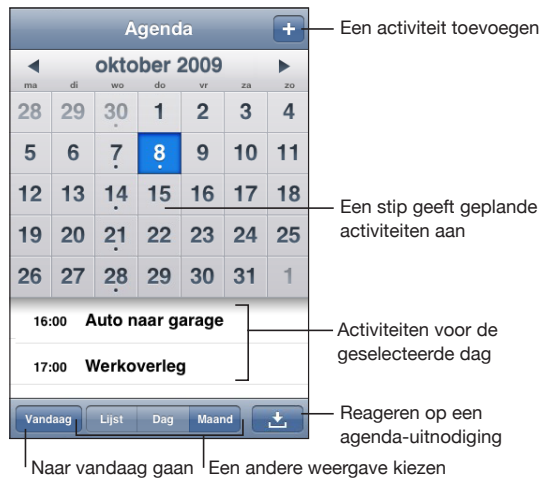 Agenda
+
Een activiteit toevoegen
oktober 2009
ma di wo do vr za zo
28 29 30 1 2 3 4
5 6 7 8 9 10 11
12 13 14 15 16 17 18
Een stip geeft geplande
activiteiten aan
19 20 21 22 23 24 25
26 27 28 29 30 31 1
16:00 Auto naar garage
17:00 Werkoverleg
Activiteiten voor de
geselecteerde dag
Vandaag Lijst Dag Maand
Reageren op een
agenda-uitnodiging
Naar vandaag gaan
Een andere weergave kiezen